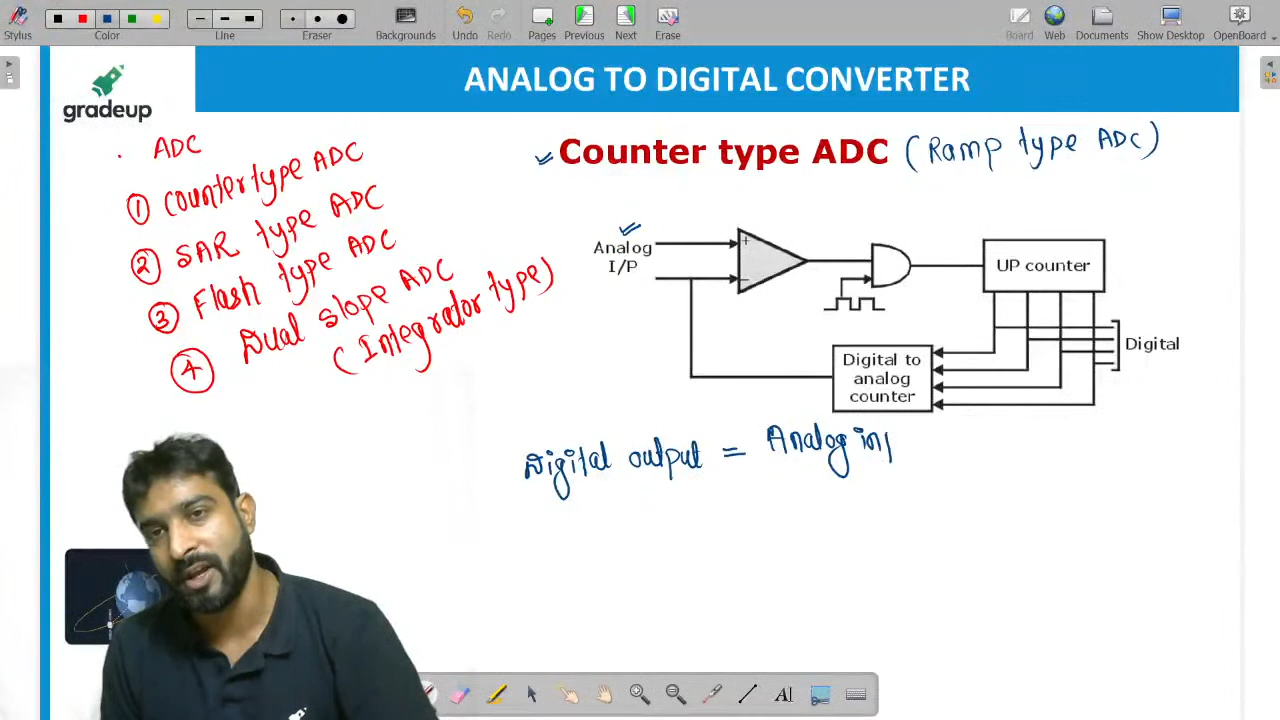 Stylus
Color
Line
Eraser
Backgrounds
Undo
Redo
Pages
Previous
Next
Erase
Board
Web
Documents
Show Desktop
OpenBoard
gradeup
ANALOG TO DIGITAL CONVERTER
ADC
① Counter type ADC
② SAR type ADC
③ Flash type ADC
④ Dual slope ADC
(Integrator type)
Counter type ADC (Ramp type ADC)
Analog
I/P
+
−
UP counter
Digital to
analog
counter
Digital
Digital output = Analog inp
AI